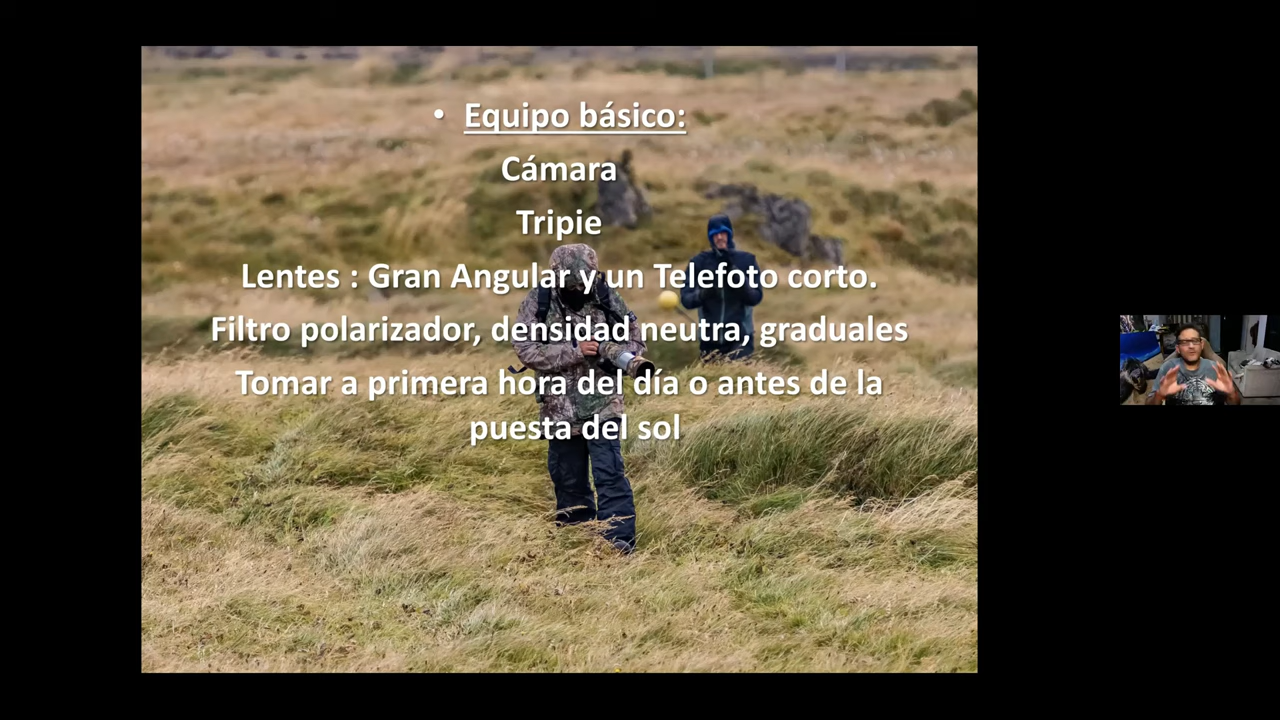 • Equipo básico:
Cámara
Tripie
Lentes : Gran Angular y un Telefoto corto.
Filtro polarizador, densidad neutra, graduales
Tomar a primera hora del día o antes de la
puesta del sol